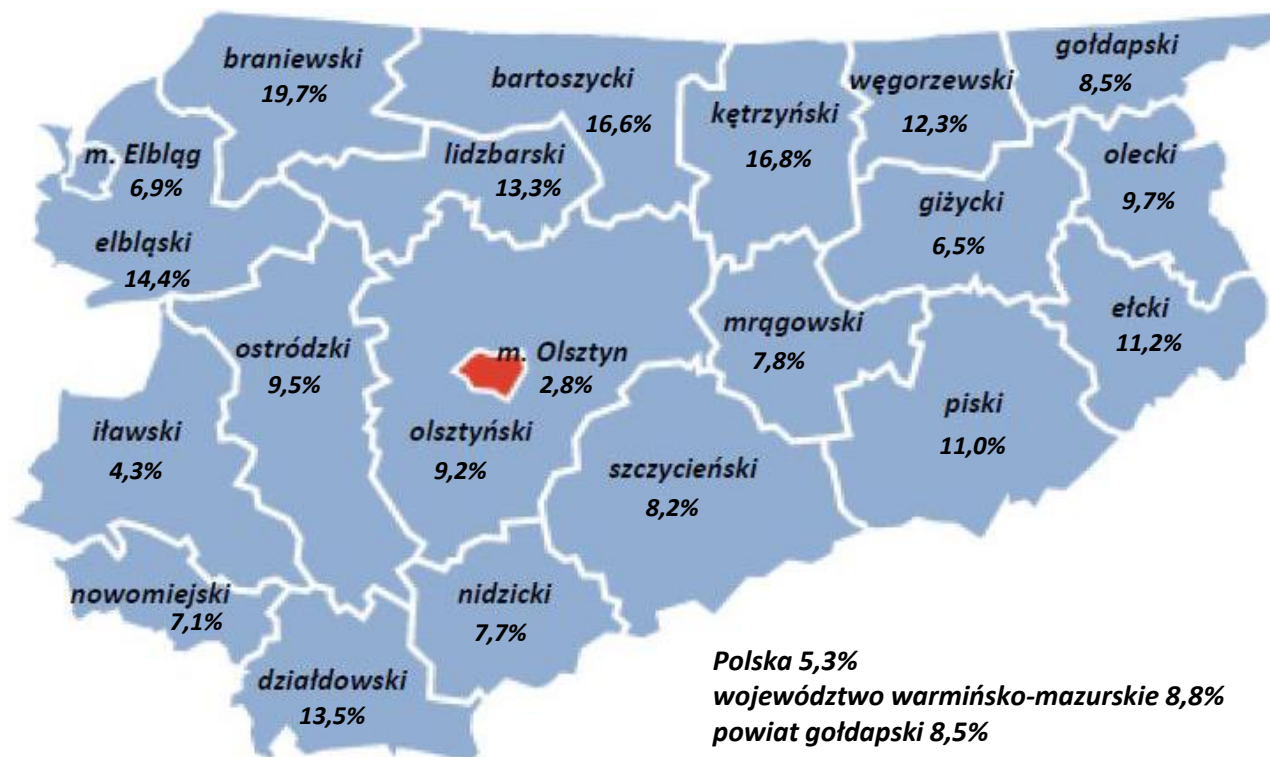 braniewski
19,7%
bartoszycki
16,6%
kętrzyński
16,8%
węgorzewski
12,3%
gołdapski
8,5%
m. Elbląg
6,9%
lidzbarski
13,3%
olecki
9,7%
giżycki
6,5%
elbląski
14,4%
ełcki
11,2%
mrągowski
7,8%
ostródzki
9,5%
m. Olsztyn
2,8%
piski
11,0%
iławski
4,3%
olsztyński
9,2%
szczycieński
8,2%
nowomiejski
7,1%
nidzicki
7,7%
działdowski
13,5%
Polska 5,3%
województwo warmińsko-mazurskie 8,8%
powiat gołdapski 8,5%